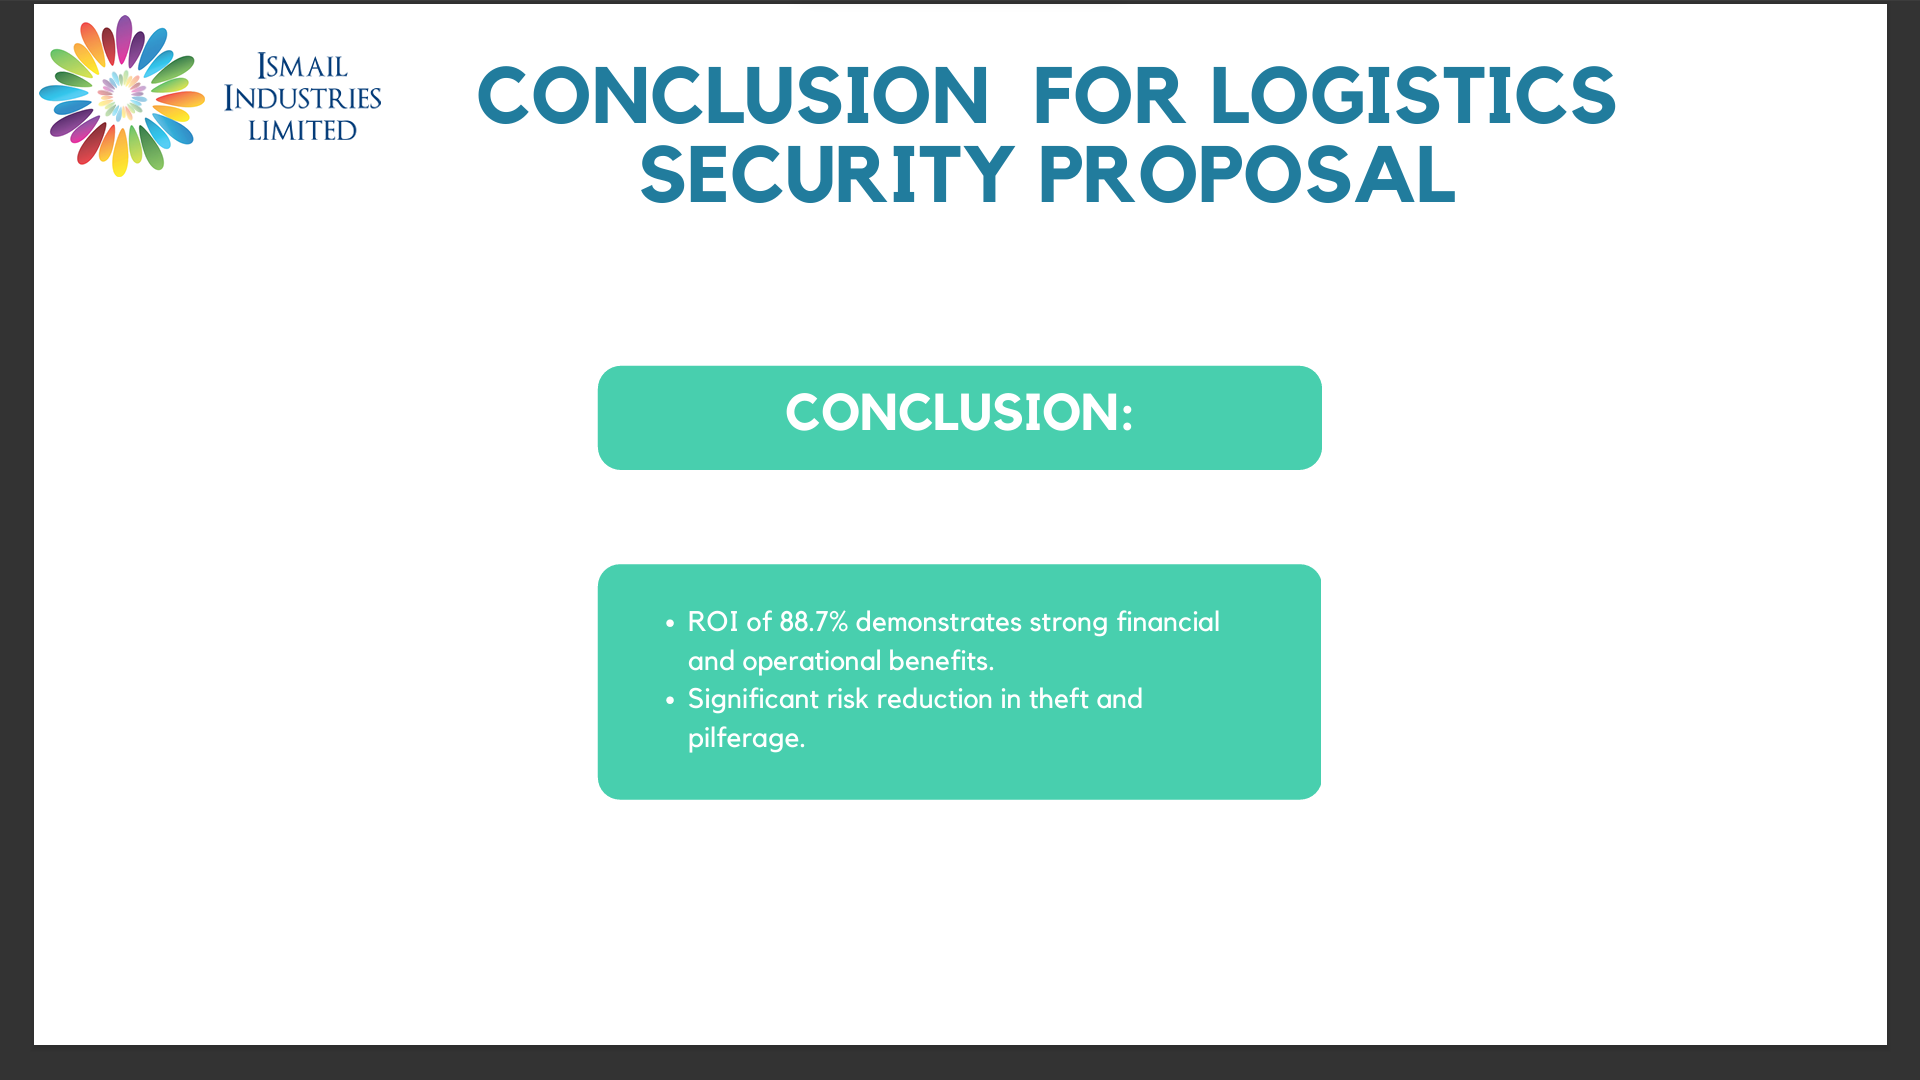 ISMAIL
INDUSTRIES
LIMITED
CONCLUSION FOR LOGISTICS
SECURITY PROPOSAL
CONCLUSION:
• ROI of 88.7% demonstrates strong financial
and operational benefits.
• Significant risk reduction in theft and
pilferage.